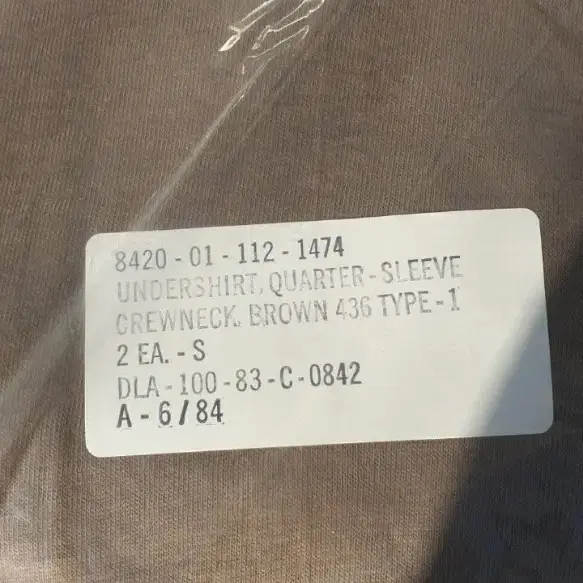 8420 - 01 - 112 - 1474
UNDERSHIRT, QUARTER - SLEEVE
CREWNECK, BROWN 436 TYPE - 1
2 EA. - S
DLA - 100 - 83 - C - 0842
A - 6 / 84